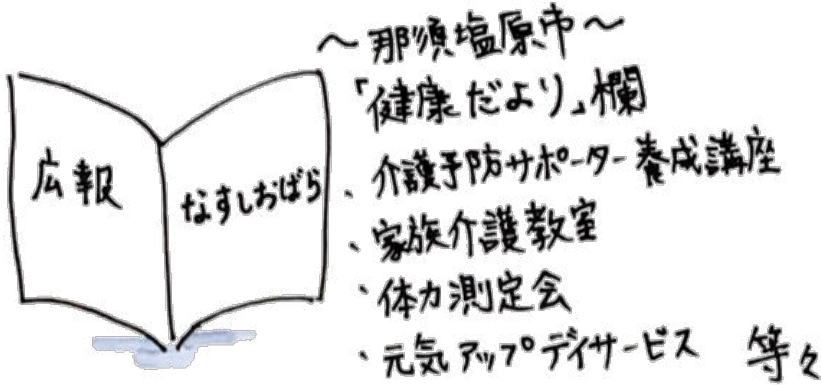 広報
なすしおばら
～那須塩原市～
「健康だより」欄
、介護予防サポーター養成講座
、家族介護教室
・体力測定会
・元気アップデイサービス 等々